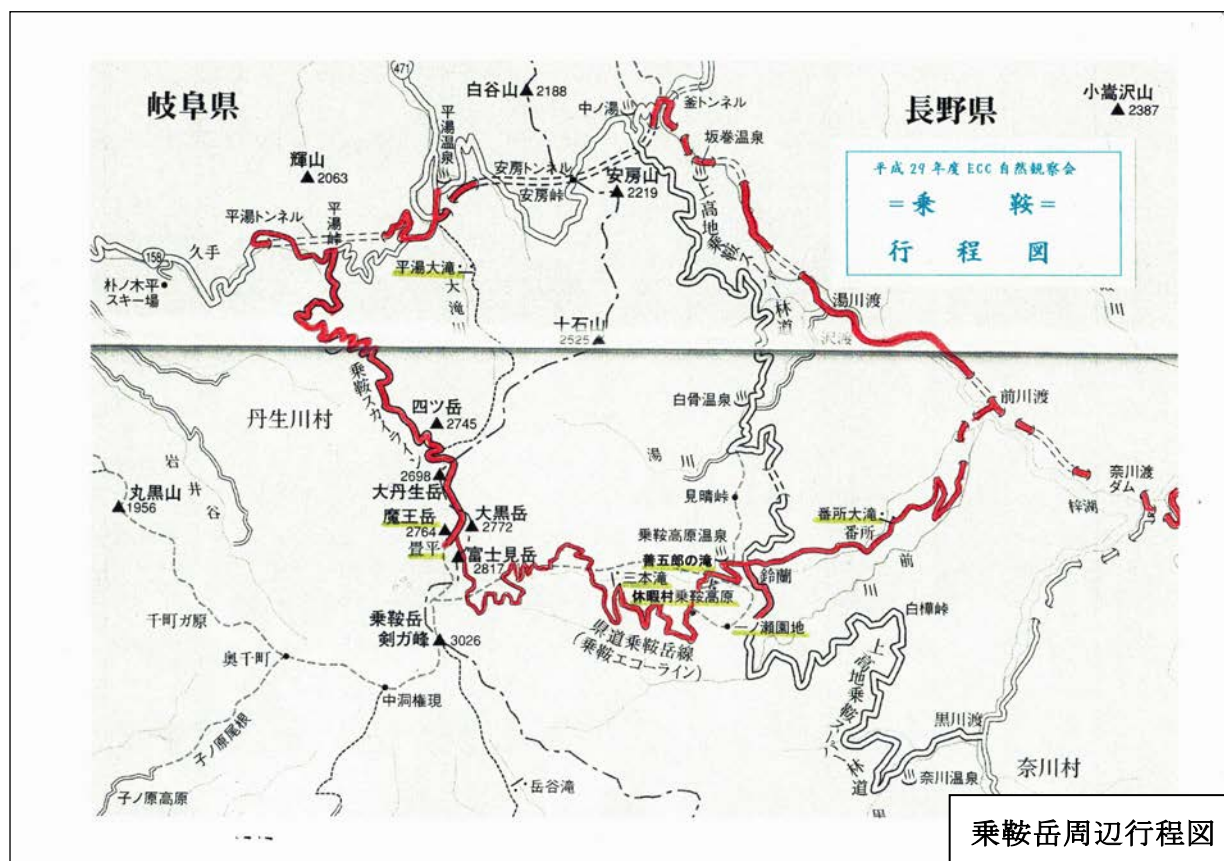 岐阜県
471
白谷山
2188
中ノ湯
釜トンネル
長野県
小嵩沢山
2387
坂巻温泉
平湯温泉
輝山
2063
安房トンネル
安房峠
安房山
2219
平成29年度 ECC 自然観察会
=乗 鞍=
行 程 図
平湯トンネル
平湯峠
久手
158
朴ノ木平
スキー場
平湯大滝
大滝川
上高地乗鞍スー
林道
湯川渡
沢渡
十石山
2525
乗鞍スカイライン
丹生川村
四ツ岳
2745
白骨温泉
前川渡
岩井谷
湯川
2698
大丹生岳
丸黒山
1956
見晴峠
奈川渡
ダム
梓湖
魔王岳
2764
大黒岳
2772
番所大滝
番所
畳平
富士見岳
2817
乗鞍高原温泉
善五郎の滝
鈴蘭
三本滝
休暇村乗鞍高原
前川
白樺峠
一ノ瀬園地
千町ガ原
乗鞍岳
剣ガ峰
3026
県道乗鞍岳線
(乗鞍エコーライン)
奥千町
中洞権現
上高地乗鞍スーパー林道
黒川渡
子ノ原尾根
奈川村
岳谷滝
奈川温泉
子ノ原高原
乗鞍岳周辺行程図